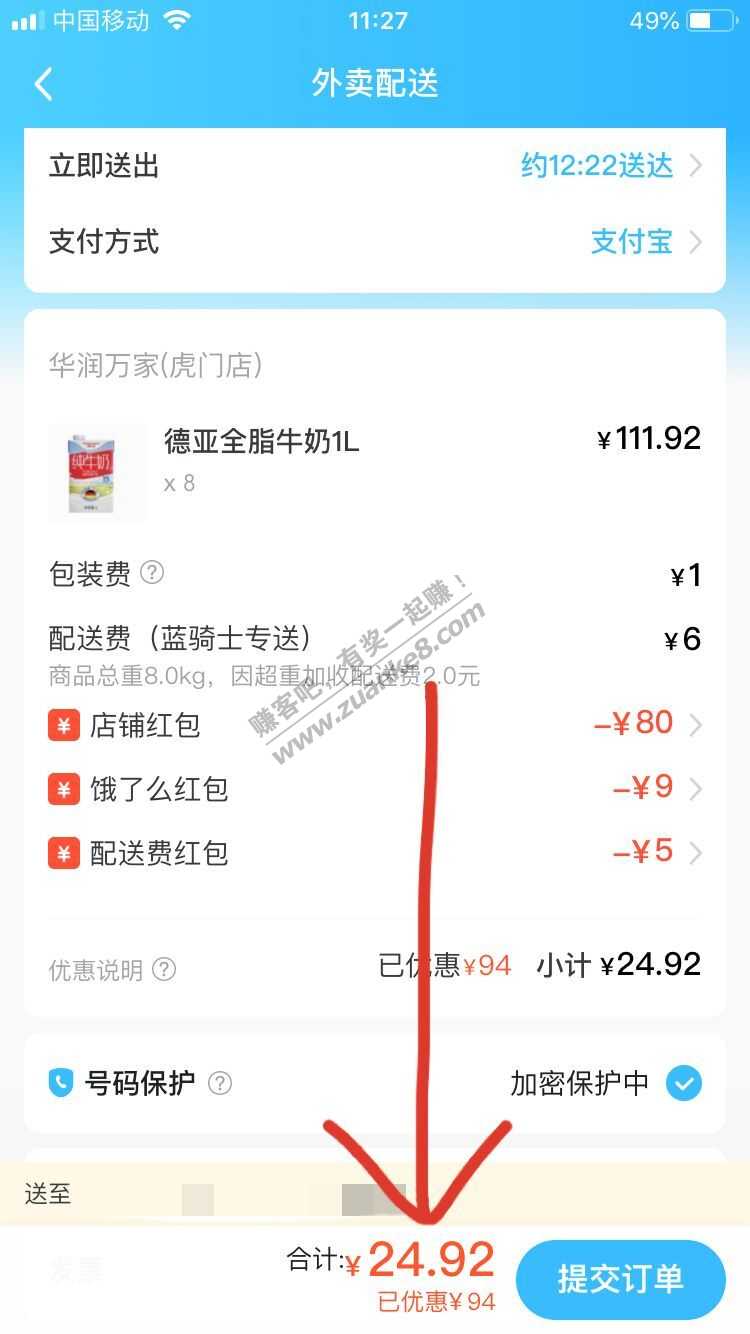 中国移动 11:27 49%
外卖配送
立即送出 约12:22送达
支付方式 支付宝
华润万家(虎门店)
纯牛奶
德亚全脂牛奶1L ¥111.92
x 8
包装费 ¥1
配送费（蓝骑士专送） ¥6
商品总重8.0kg，因超重加收配送费2.0元
赚客吧，有奖一起赚！
www.zuanke8.com
¥ 店铺红包 -¥80
¥ 饿了么红包 -¥9
¥ 配送费红包 -¥5
优惠说明 已优惠¥94 小计 ¥24.92
号码保护 加密保护中
送至
发票
合计:¥24.92 提交订单
已优惠¥94